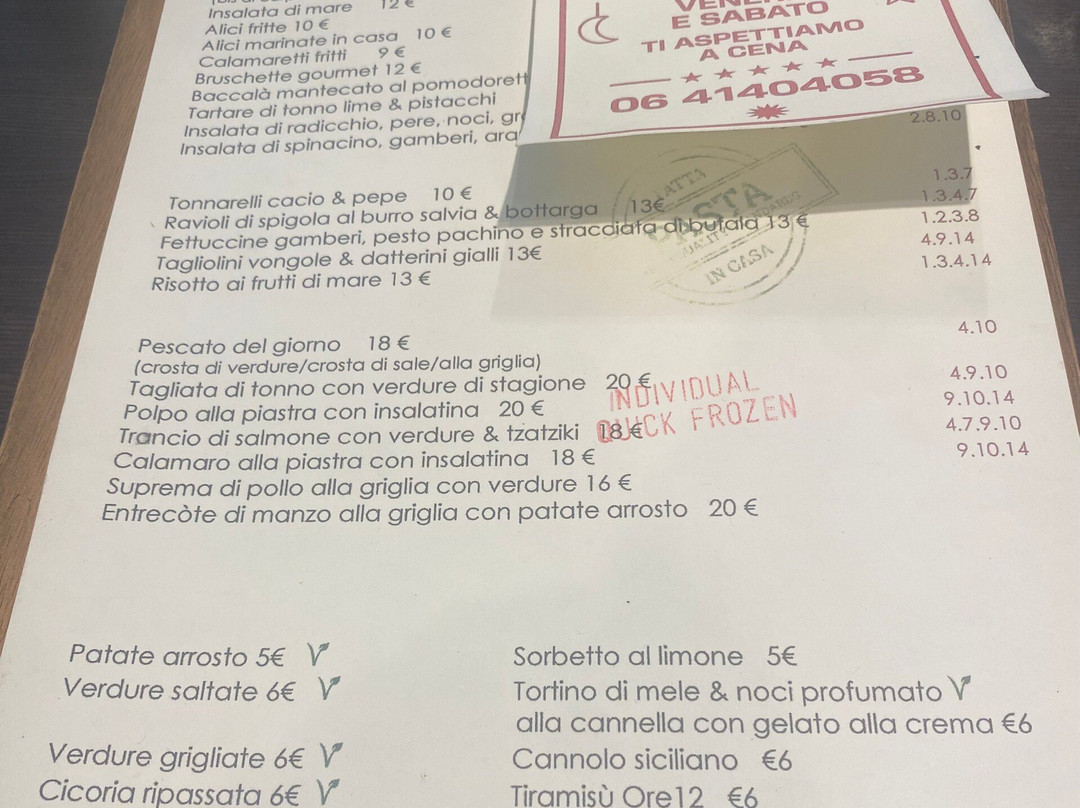 Insalata di mare 12 €
Alici fritte 10 €
Alici marinate in casa 10 €
Calamaretti fritti 9 €
Bruschette gourmet 12 €
Baccalà mantecato al pomodorett
Tartare di tonno lime & pistacchi
Insalata di radicchio, pere, noci, gr
Insalata di spinacino, gamberi, ara
E SABATO
TI ASPETTIAMO
A CENA
06 41404058
2.8.10
Tonnarelli cacio & pepe 10 € 1.3.7
Ravioli di spigola al burro salvia & bottarga 13€ 1.3.4.7
Fettuccine gamberi, pesto pachino e stracciata di bufala 13 € 1.2.3.8
Tagliolini vongole & datterini gialli 13€ 4.9.14
Risotto ai frutti di mare 13 € 1.3.4.14
FATTA
PASTA
IN CASA
Pescato del giorno 18 € 4.10
(crosta di verdure/crosta di sale/alla griglia)
Tagliata di tonno con verdure di stagione 20 € 4.9.10
Polpo alla piastra con insalatina 20 € 9.10.14
Trancio di salmone con verdure & tzatziki 18 € 4.7.9.10
Calamaro alla piastra con insalatina 18 € 9.10.14
Suprema di pollo alla griglia con verdure 16 €
Entrecòte di manzo alla griglia con patate arrosto 20 €
INDIVIDUAL
QUICK FROZEN
Patate arrosto 5€ V
Verdure saltate 6€ V
Verdure grigliate 6€ V
Cicoria ripassata 6€ V
Sorbetto al limone 5€
Tortino di mele & noci profumato V
alla cannella con gelato alla crema €6
Cannolo siciliano €6
Tiramisù Ore12 €6